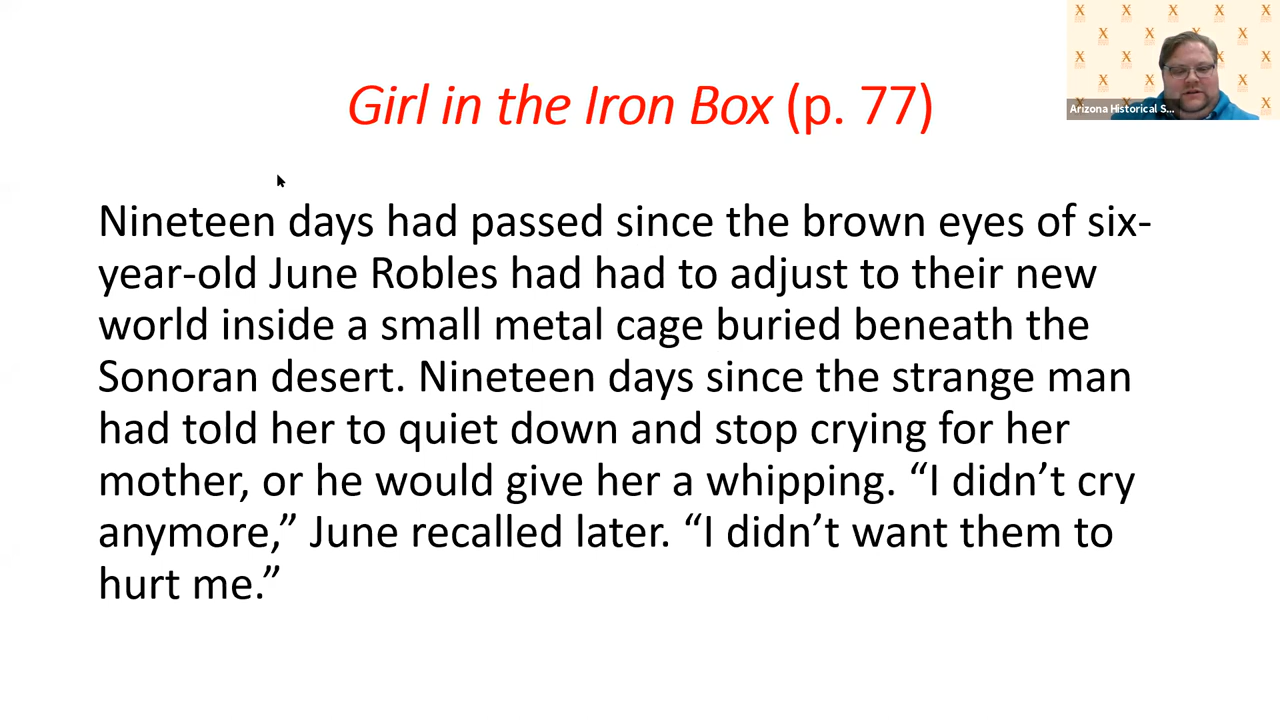 Girl in the Iron Box (p. 77)
Arizona Historical S...
Nineteen days had passed since the brown eyes of six-
year-old June Robles had had to adjust to their new
world inside a small metal cage buried beneath the
Sonoran desert. Nineteen days since the strange man
had told her to quiet down and stop crying for her
mother, or he would give her a whipping. “I didn’t cry
anymore,” June recalled later. “I didn’t want them to
hurt me.”